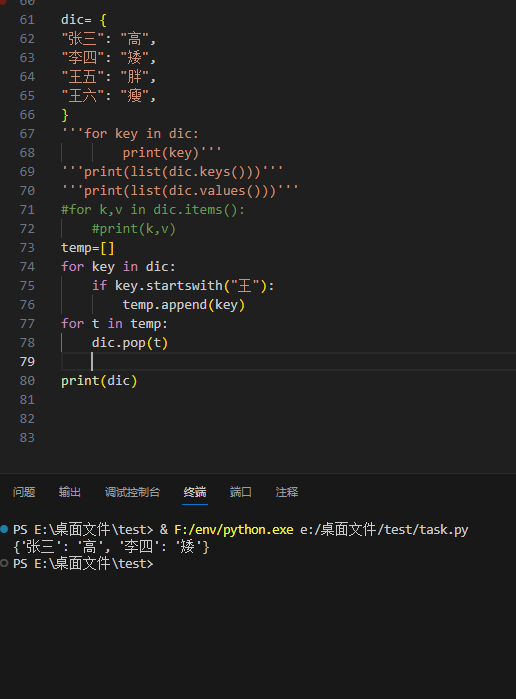 60
61 dic= {
62 "张三": "高",
63 "李四": "矮",
64 "王五": "胖",
65 "王六": "瘦",
66 }
67 '''for key in dic:
68 print(key)'''
69 '''print(list(dic.keys()))'''
70 '''print(list(dic.values()))'''
71 #for k,v in dic.items():
72 #print(k,v)
73 temp=[]
74 for key in dic:
75 if key.startswith("王"):
76 temp.append(key)
77 for t in temp:
78 dic.pop(t)
79
80 print(dic)
81
82
83
问题 输出 调试控制台 终端 端口 注释
PS E:\桌面文件\test> & F:/env/python.exe e:/桌面文件/test/task.py
{'张三': '高', '李四': '矮'}
PS E:\桌面文件\test>